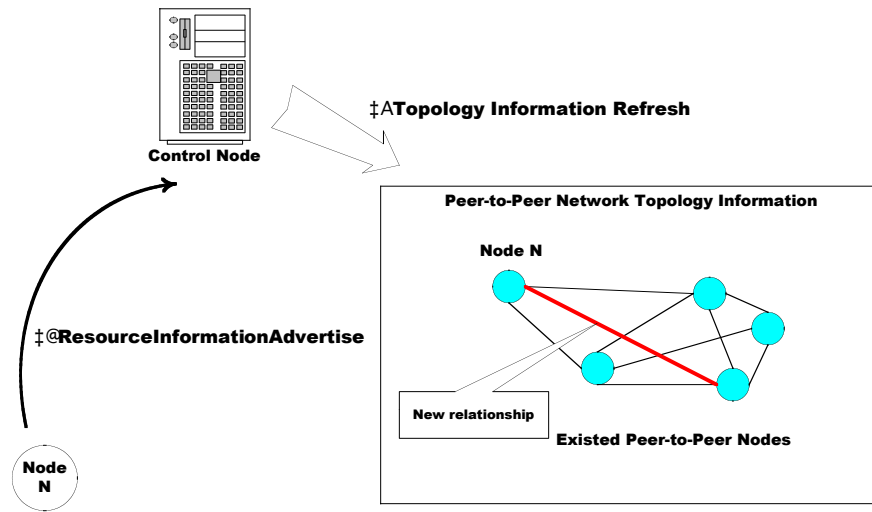 ‡ATopology Information Refresh
Control Node
Peer-to-Peer Network Topology Information
Node N
‡@ResourceInformationAdvertise
New relationship
Existed Peer-to-Peer Nodes
Node
N